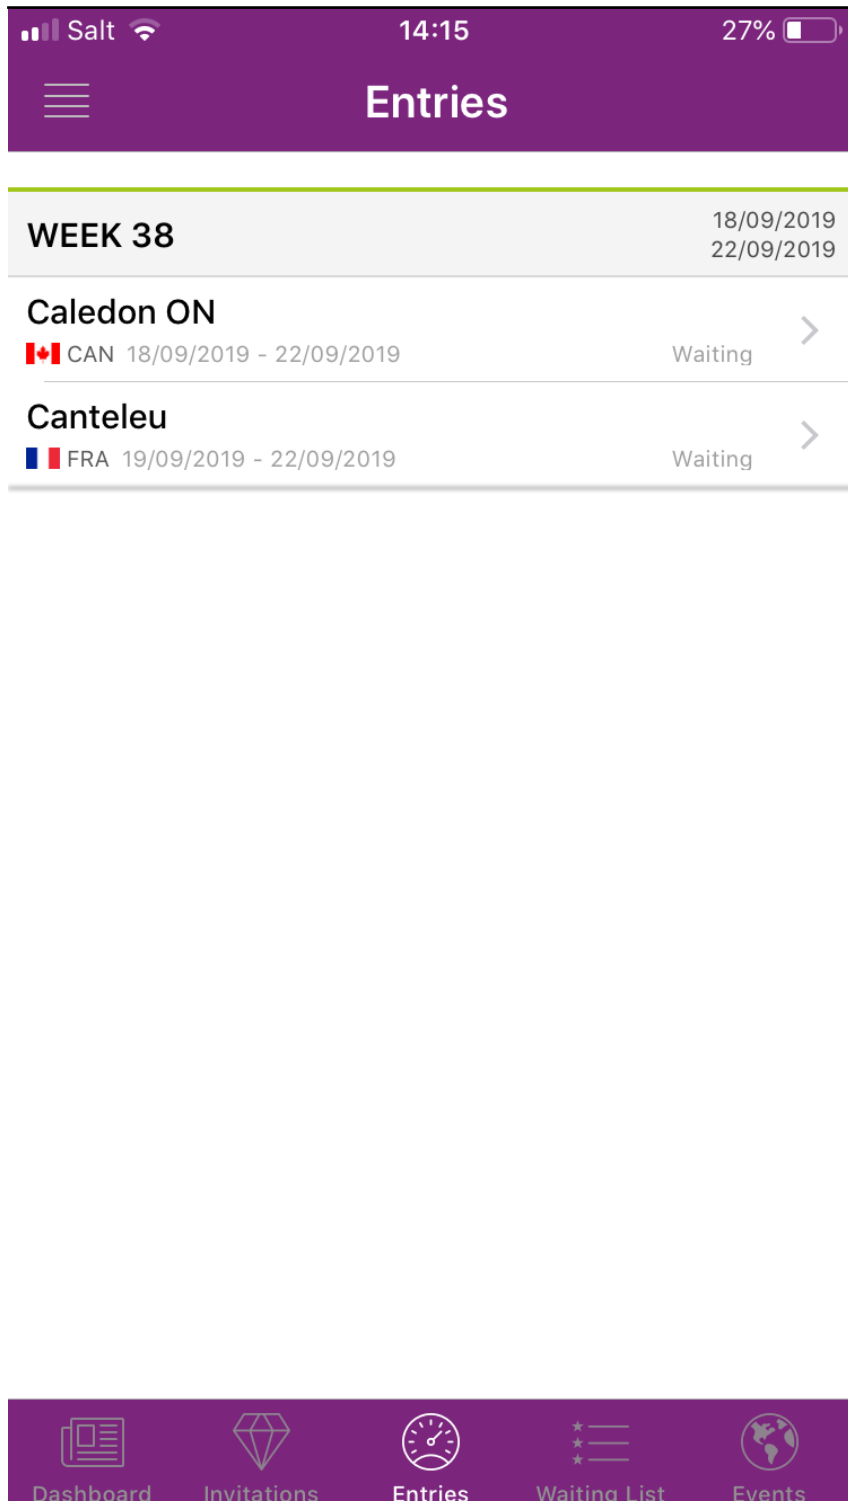 Salt 14:15 27%
Entries
WEEK 38
18/09/2019
22/09/2019
Caledon ON
CAN 18/09/2019 - 22/09/2019 Waiting
Canteleu
FRA 19/09/2019 - 22/09/2019 Waiting
Dashboard Invitations Entries Waiting List Events